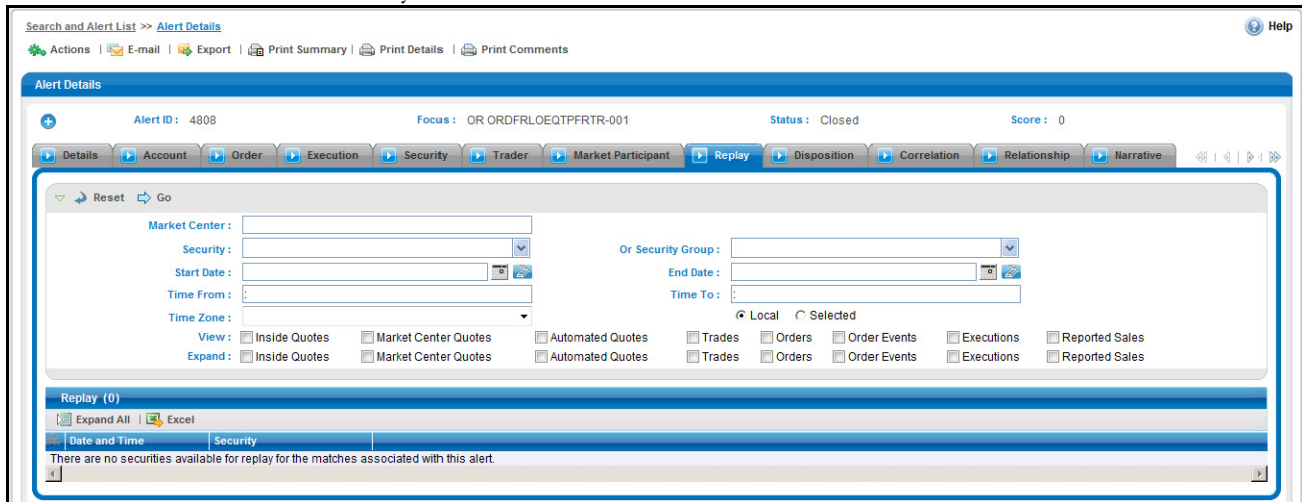 Search and Alert List >> Alert Details
Help
Actions | E-mail | Export | Print Summary | Print Details | Print Comments
Alert Details
Alert ID : 4808 Focus : OR ORDFRLOEQTPFRTR-001 Status : Closed Score : 0
Details Account Order Execution Security Trader Market Participant Replay Disposition Correlation Relationship Narrative
Reset Go
Market Center :
Security : Or Security Group :
Start Date : End Date :
Time From : : Time To : :
Time Zone : Local Selected
View : Inside Quotes Market Center Quotes Automated Quotes Trades Orders Order Events Executions Reported Sales
Expand : Inside Quotes Market Center Quotes Automated Quotes Trades Orders Order Events Executions Reported Sales
Replay (0)
Expand All | Excel
Date and Time Security
There are no securities available for replay for the matches associated with this alert.